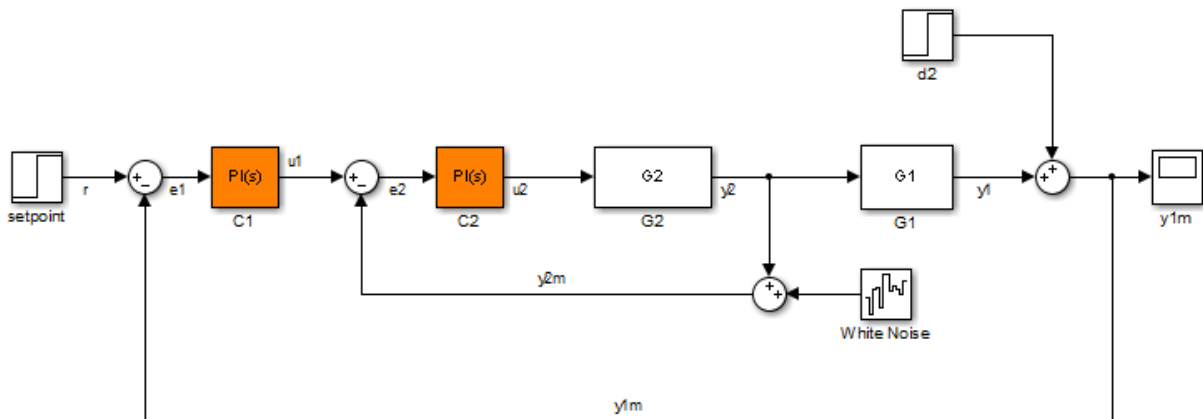 d2
setpoint
r
e1
PI(s)
C1
u1
e2
PI(s)
C2
u2
G2
G2
y2
G1
G1
y1
y1m
y2m
White Noise
y1m